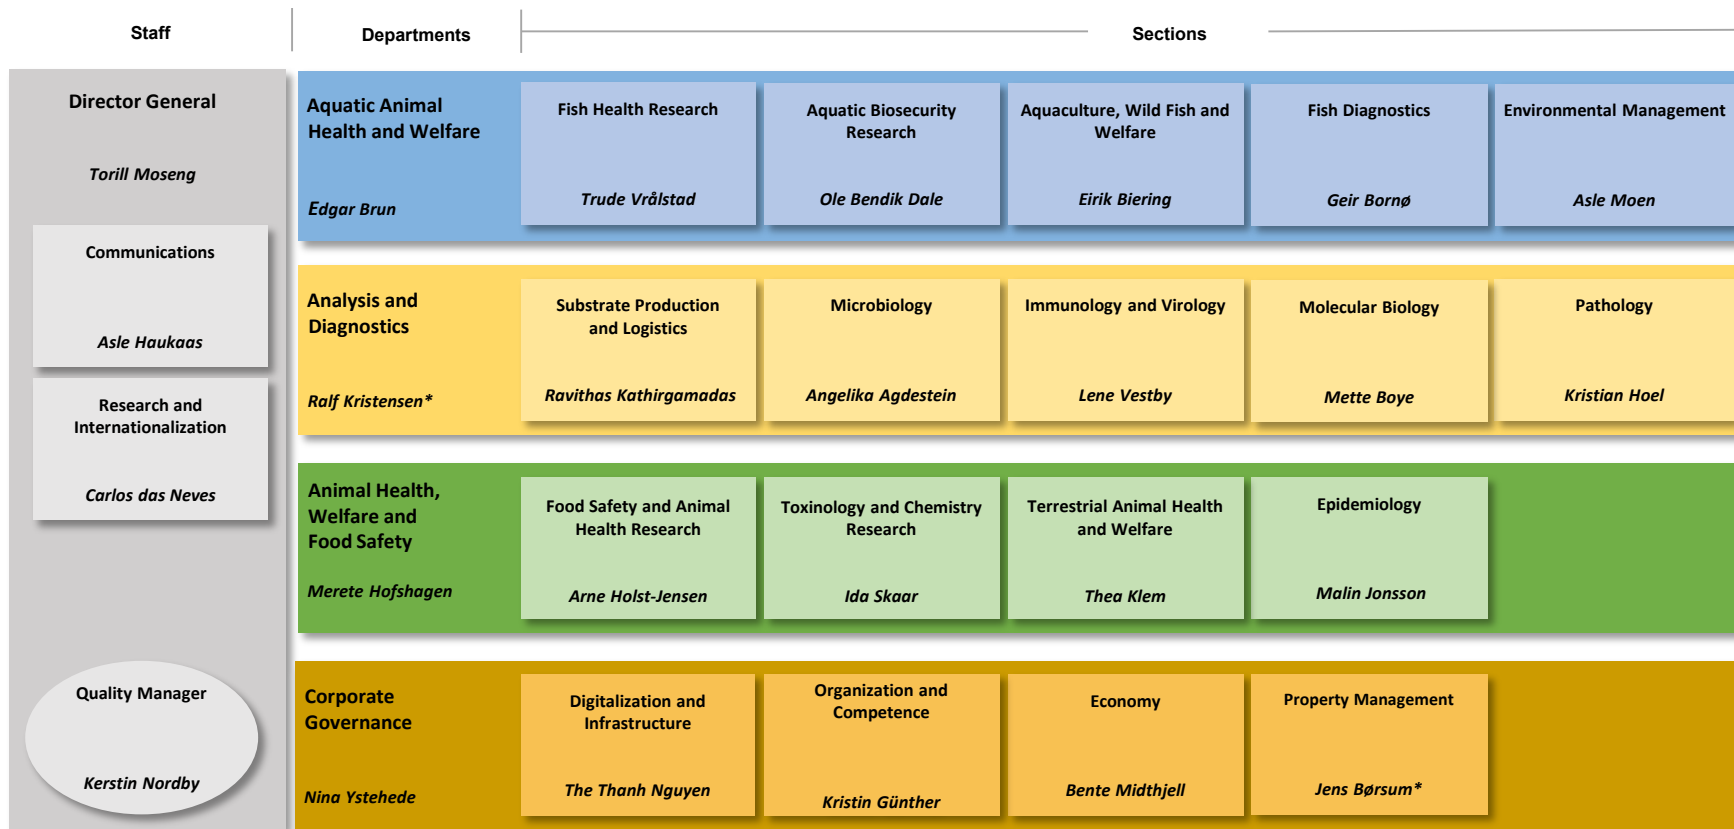 Staff
Departments
Sections
Director General
Torill Moseng
Communications
Asle Haukaas
Research and
Internationalization
Carlos das Neves
Quality Manager
Kerstin Nordby
Aquatic Animal
Health and Welfare
Edgar Brun
Fish Health Research
Trude Vrålstad
Aquatic Biosecurity
Research
Ole Bendik Dale
Aquaculture, Wild Fish and
Welfare
Eirik Biering
Fish Diagnostics
Geir Bornø
Environmental Management
Asle Moen
Analysis and
Diagnostics
Ralf Kristensen*
Substrate Production
and Logistics
Ravithas Kathirgamadas
Microbiology
Angelika Agdestein
Immunology and Virology
Lene Vestby
Molecular Biology
Mette Boye
Pathology
Kristian Hoel
Animal Health,
Welfare and
Food Safety
Merete Hofshagen
Food Safety and Animal
Health Research
Arne Holst-Jensen
Toxinology and Chemistry
Research
Ida Skaar
Terrestrial Animal Health
and Welfare
Thea Klem
Epidemiology
Malin Jonsson
Corporate
Governance
Nina Ystehede
Digitalization and
Infrastructure
The Thanh Nguyen
Organization and
Competence
Kristin Günther
Economy
Bente Midthjell
Property Management
Jens Børsum*